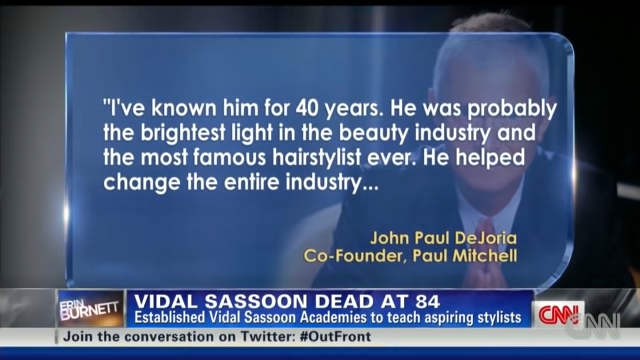 "I've known him for 40 years. He was probably
the brightest light in the beauty industry and
the most famous hairstylist ever. He helped
change the entire industry...
John Paul DeJoria
Co-Founder, Paul Mitchell
ERIN
BURNETT
VIDAL SASSOON DEAD AT 84
Established Vidal Sassoon Academies to teach aspiring stylists
CNN
CNN
Join the conversation on Twitter: #OutFront